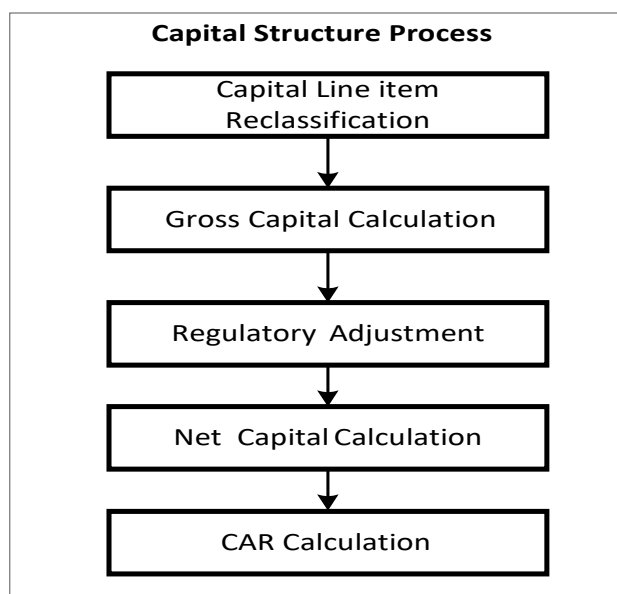 Capital Structure Process
Capital Line item
Reclassification
Gross Capital Calculation
Regulatory Adjustment
Net Capital Calculation
CAR Calculation